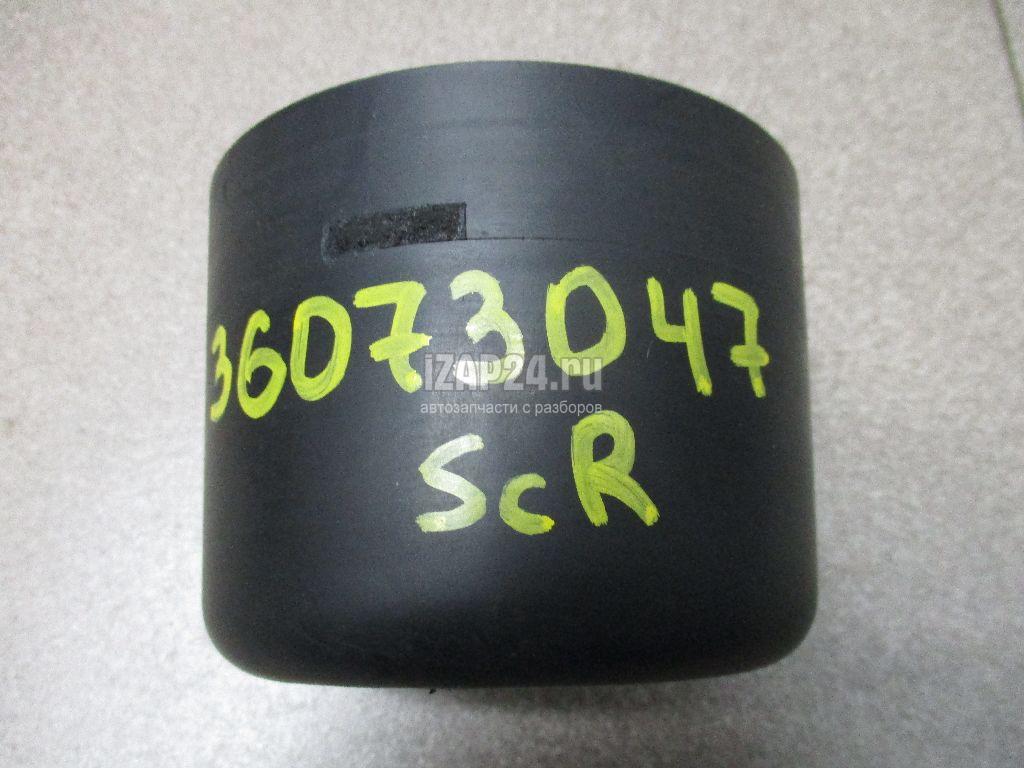 36073047
iZAP24.ru
автозапчасти с разборов
ScR